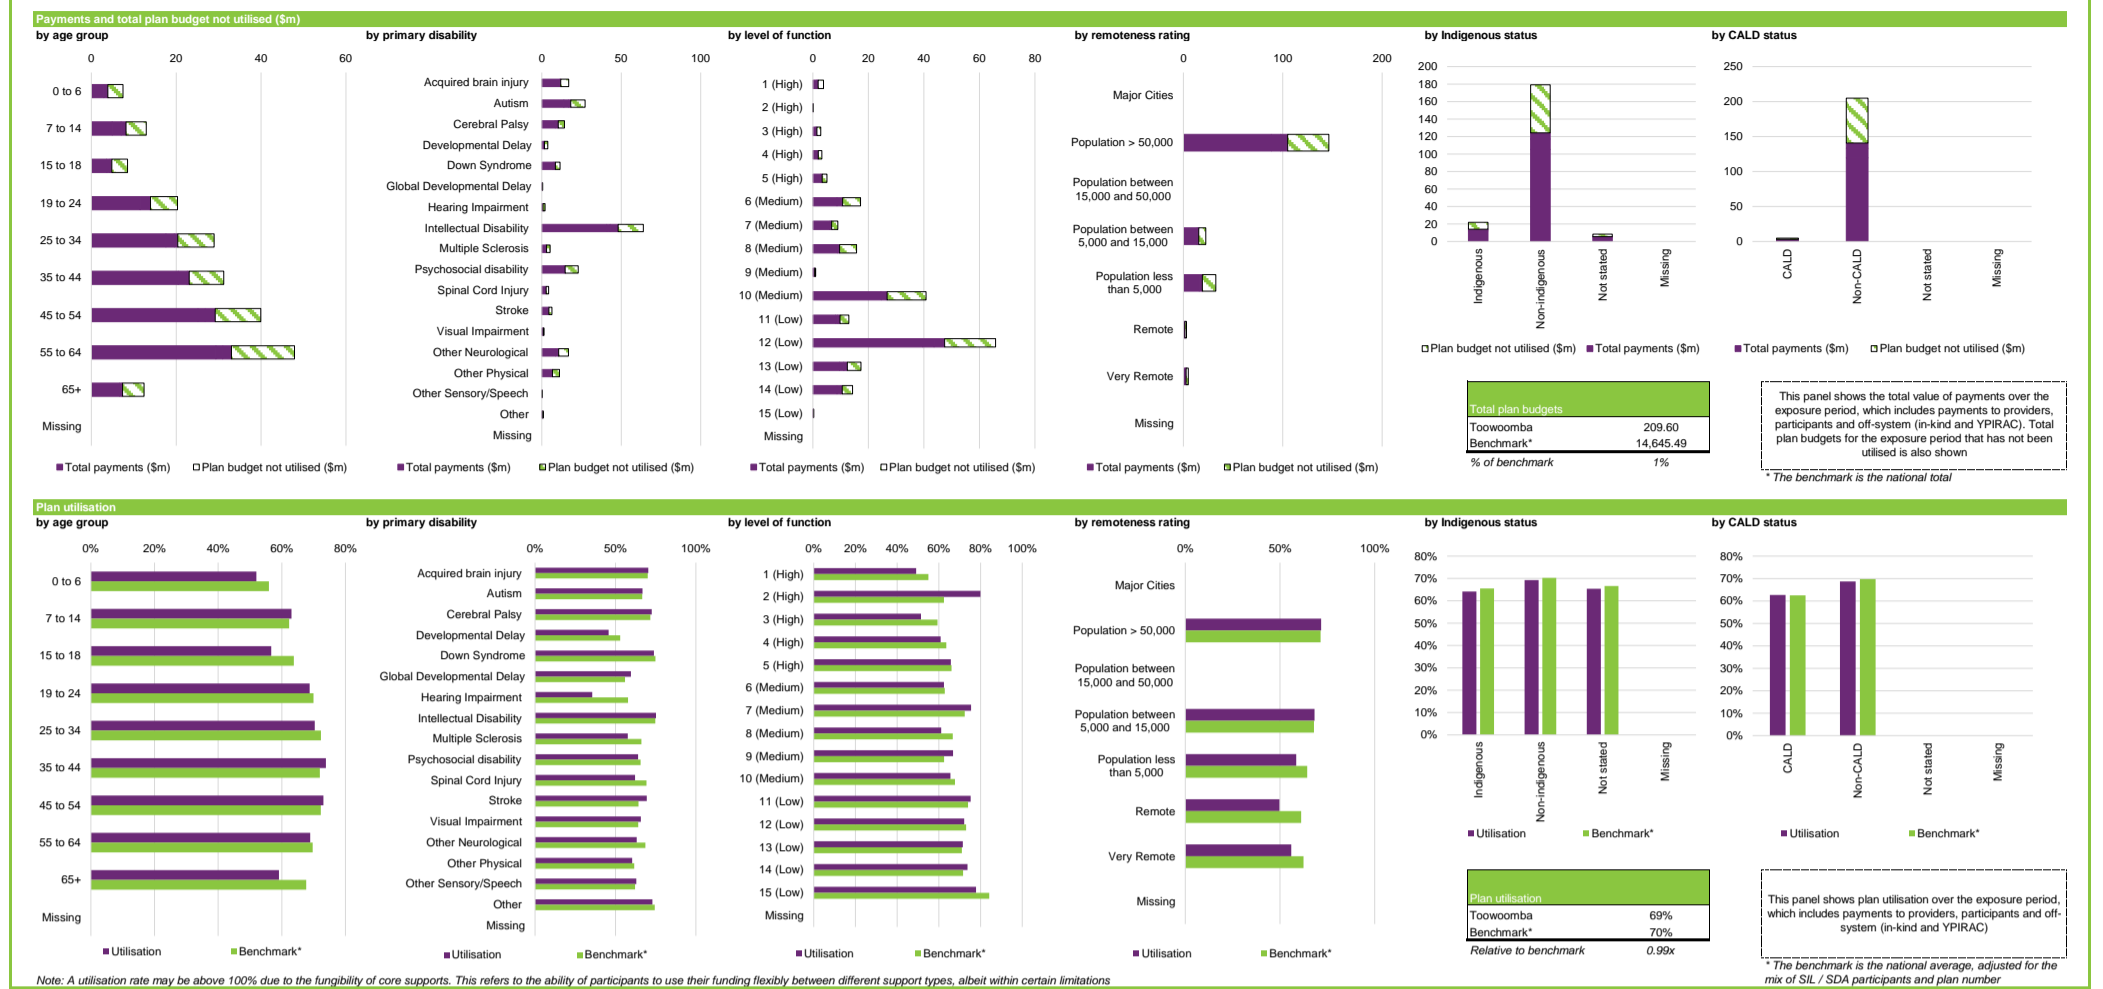 Payments and total plan budget not utilised ($m)
by age group
0 20 40 60
0 to 6
7 to 14
15 to 18
19 to 24
25 to 34
35 to 44
45 to 54
55 to 64
65+
Missing
Total payments ($m) Plan budget not utilised ($m)
by primary disability
0 50 100
Acquired brain injury
Autism
Cerebral Palsy
Developmental Delay
Down Syndrome
Global Developmental Delay
Hearing Impairment
Intellectual Disability
Multiple Sclerosis
Psychosocial disability
Spinal Cord Injury
Stroke
Visual Impairment
Other Neurological
Other Physical
Other Sensory/Speech
Other
Missing
Total payments ($m) Plan budget not utilised ($m)
by level of function
0 20 40 60 80
1 (High)
2 (High)
3 (High)
4 (High)
5 (High)
6 (Medium)
7 (Medium)
8 (Medium)
9 (Medium)
10 (Medium)
11 (Low)
12 (Low)
13 (Low)
14 (Low)
15 (Low)
Missing
Total payments ($m) Plan budget not utilised ($m)
by remoteness rating
0 100 200
Major Cities
Population > 50,000
Population between
15,000 and 50,000
Population between
5,000 and 15,000
Population less
than 5,000
Remote
Very Remote
Missing
Total payments ($m) Plan budget not utilised ($m)
by Indigenous status
200
180
160
140
120
100
80
60
40
20
0
Indigenous
Non-indigenous
Not stated
Missing
Plan budget not utilised ($m) Total payments ($m)
by CALD status
250
200
150
100
50
0
CALD
Non-CALD
Not stated
Missing
Total payments ($m) Plan budget not utilised ($m)
Total plan budgets
Toowoomba 209.60
Benchmark* 14,645.49
% of benchmark 1%
This panel shows the total value of payments over the
exposure period, which includes payments to providers,
participants and off-system (in-kind and YPIRAC). Total
plan budgets for the exposure period that has not been
utilised is also shown
* The benchmark is the national total
Plan utilisation
by age group
0% 20% 40% 60% 80%
0 to 6
7 to 14
15 to 18
19 to 24
25 to 34
35 to 44
45 to 54
55 to 64
65+
Missing
Utilisation Benchmark*
by primary disability
0% 50% 100%
Acquired brain injury
Autism
Cerebral Palsy
Developmental Delay
Down Syndrome
Global Developmental Delay
Hearing Impairment
Intellectual Disability
Multiple Sclerosis
Psychosocial disability
Spinal Cord Injury
Stroke
Visual Impairment
Other Neurological
Other Physical
Other Sensory/Speech
Other
Missing
Utilisation Benchmark*
by level of function
0% 20% 40% 60% 80% 100%
1 (High)
2 (High)
3 (High)
4 (High)
5 (High)
6 (Medium)
7 (Medium)
8 (Medium)
9 (Medium)
10 (Medium)
11 (Low)
12 (Low)
13 (Low)
14 (Low)
15 (Low)
Missing
Utilisation Benchmark*
by remoteness rating
0% 50% 100%
Major Cities
Population > 50,000
Population between
15,000 and 50,000
Population between
5,000 and 15,000
Population less
than 5,000
Remote
Very Remote
Missing
Utilisation Benchmark*
by Indigenous status
80%
70%
60%
50%
40%
30%
20%
10%
0%
Indigenous
Non-indigenous
Not stated
Missing
Utilisation Benchmark*
by CALD status
80%
70%
60%
50%
40%
30%
20%
10%
0%
CALD
Non-CALD
Not stated
Missing
Utilisation Benchmark*
Plan utilisation
Toowoomba 69%
Benchmark* 70%
Relative to benchmark 0.99x
This panel shows plan utilisation over the exposure period,
which includes payments to providers, participants and off-
system (in-kind and YPIRAC)
* The benchmark is the national average, adjusted for the
mix of SIL / SDA participants and plan number
Note: A utilisation rate may be above 100% due to the fungibility of core supports. This refers to the ability of participants to use their funding flexibly between different support types, albeit within certain limitations